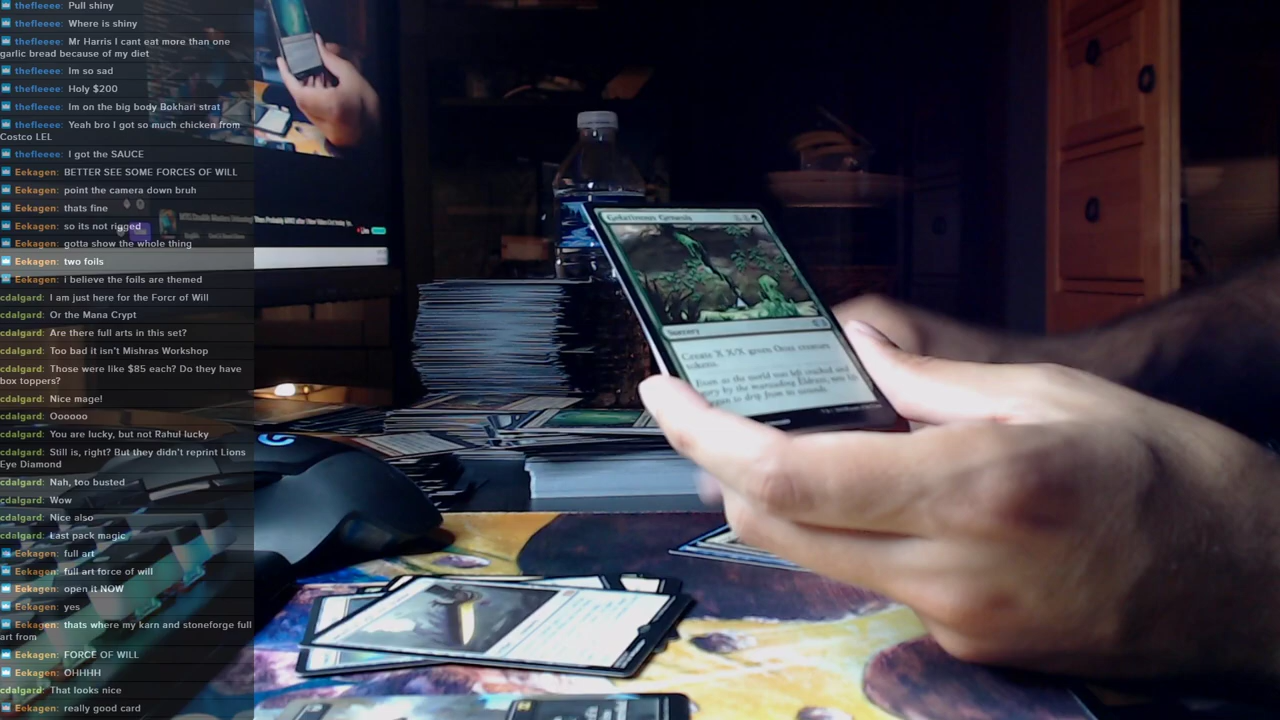 thefleeee: Pull shiny
thefleeee: Where is shiny
thefleeee: Mr Harris I cant eat more than one
garlic bread because of my diet
thefleeee: Im so sad
thefleeee: Holy $200
thefleeee: Im on the big body Bokhari strat
thefleeee: Yeah bro I got so much chicken from
Costco LEL
thefleeee: I got the SAUCE
Eekagen: BETTER SEE SOME FORCES OF WILL
Eekagen: point the camera down bruh
Eekagen: thats fine
Eekagen: so its not rigged
Eekagen: gotta show the whole thing
Eekagen: two foils
Eekagen: i believe the foils are themed
cdalgard: I am just here for the Forcr of Will
cdalgard: Or the Mana Crypt
cdalgard: Are there full arts in this set?
cdalgard: Too bad it isn't Mishras Workshop
cdalgard: Those were like $85 each? Do they have
box toppers?
cdalgard: Nice mage!
cdalgard: Oooooo
cdalgard: You are lucky, but not Rahul lucky
cdalgard: Still is, right? But they didn't reprint Lions
Eye Diamond
cdalgard: Nah, too busted
cdalgard: Wow
cdalgard: Nice also
cdalgard: Last pack magic
Eekagen: full art
Eekagen: full art force of will
Eekagen: open it NOW
Eekagen: yes
Eekagen: thats where my karn and stoneforge full
art from
Eekagen: FORCE OF WILL
Eekagen: OHHHH
cdalgard: That looks nice
Eekagen: really good card
Gelatinous Genesis
Sorcery
Create X X/X green Ooze creature
tokens.